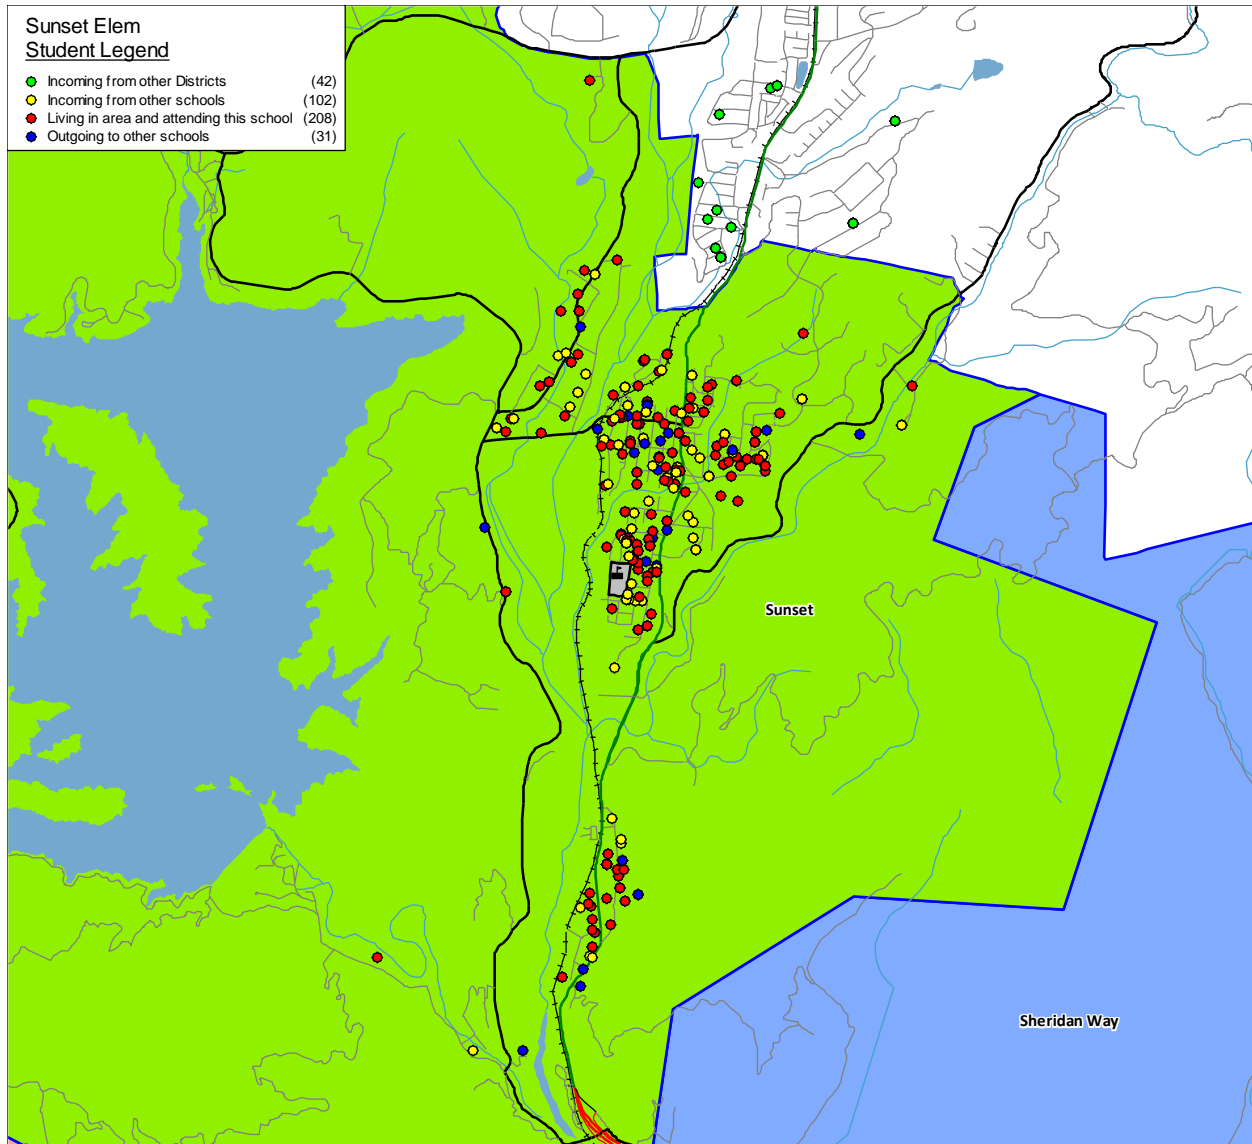 Sunset Elem
Student Legend
Incoming from other Districts (42)
Incoming from other schools (102)
Living in area and attending this school (208)
Outgoing to other schools (31)
Sunset
Sheridan Way